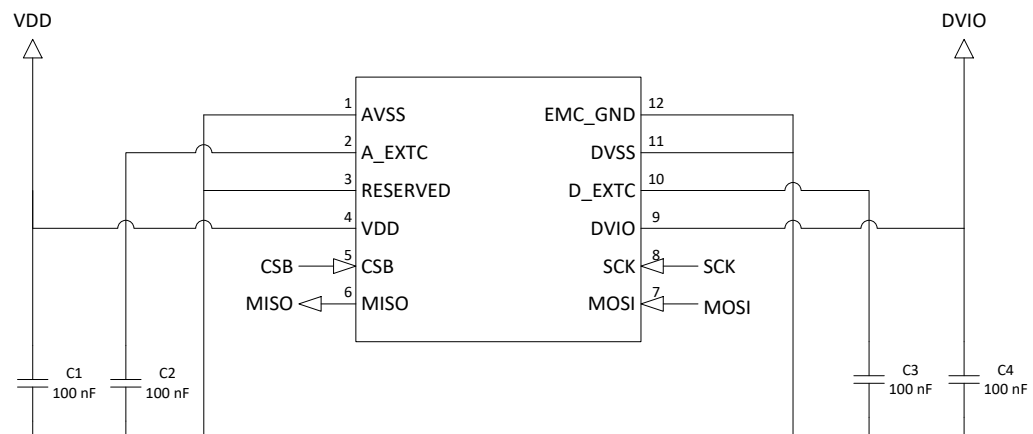 VDD
DVIO
1
AVSS
2
A_EXTC
3
RESERVED
4
VDD
CSB
5
CSB
MISO
6
MISO
EMC_GND
12
DVSS
11
D_EXTC
10
DVIO
9
SCK
8
SCK
MOSI
7
MOSI
C1
100 nF
C2
100 nF
C3
100 nF
C4
100 nF